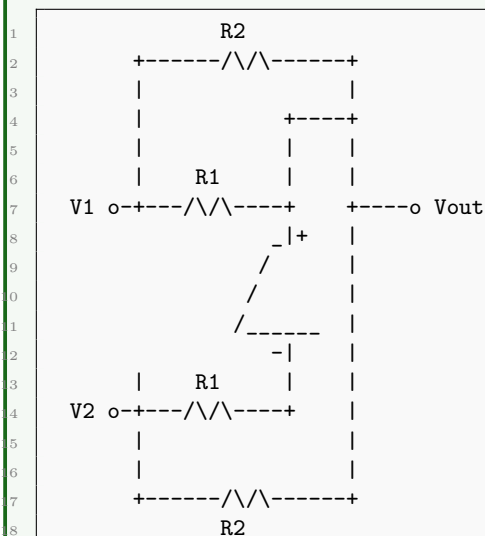 1                 R2
2          +------/\/\------+
3          |                |
4          |           +----+
5          |           |    |
6          |    R1     |    |
7     V1 o-+---/\/\----+    +----o Vout
8                     _|+   |
9                    /      |
10                  /       |
11                 /______  |
12                    -|    |
13         |    R1     |    |
14    V2 o-+---/\/\----+    |
15         |                |
16         |                |
17         +------/\/\------+
18                R2